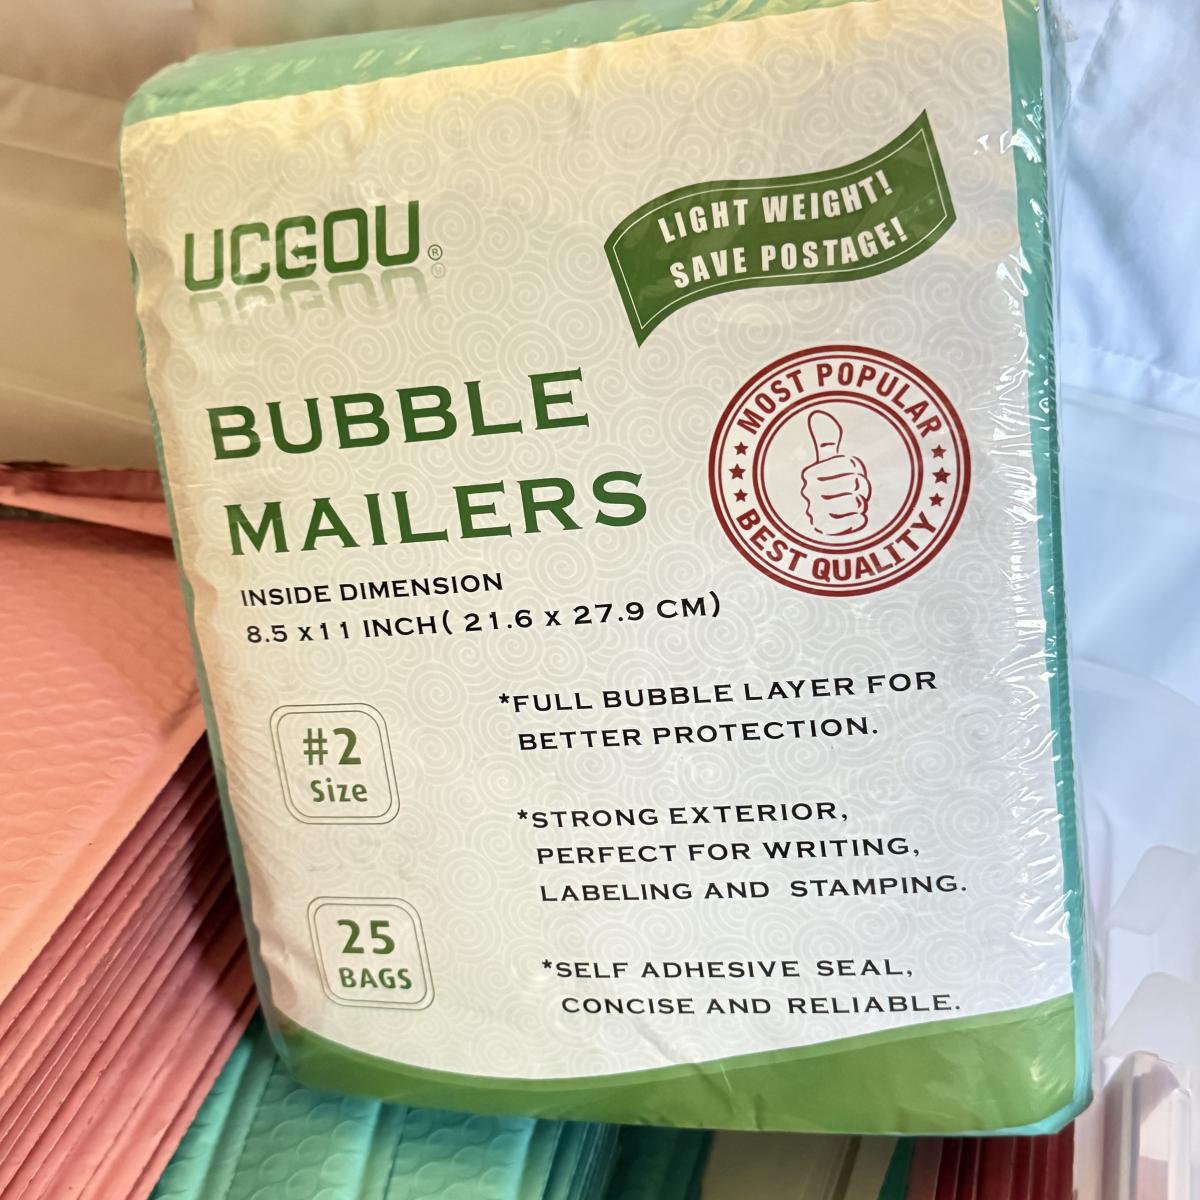 UCGOU®
LIGHT WEIGHT!
SAVE POSTAGE!
BUBBLE
MAILERS
MOST POPULAR
BEST QUALITY
INSIDE DIMENSION
8.5 x11 INCH( 21.6 x 27.9 CM)
*FULL BUBBLE LAYER FOR
BETTER PROTECTION.
#2
Size
*STRONG EXTERIOR,
PERFECT FOR WRITING,
LABELING AND STAMPING.
25
BAGS
*SELF ADHESIVE SEAL,
CONCISE AND RELIABLE.